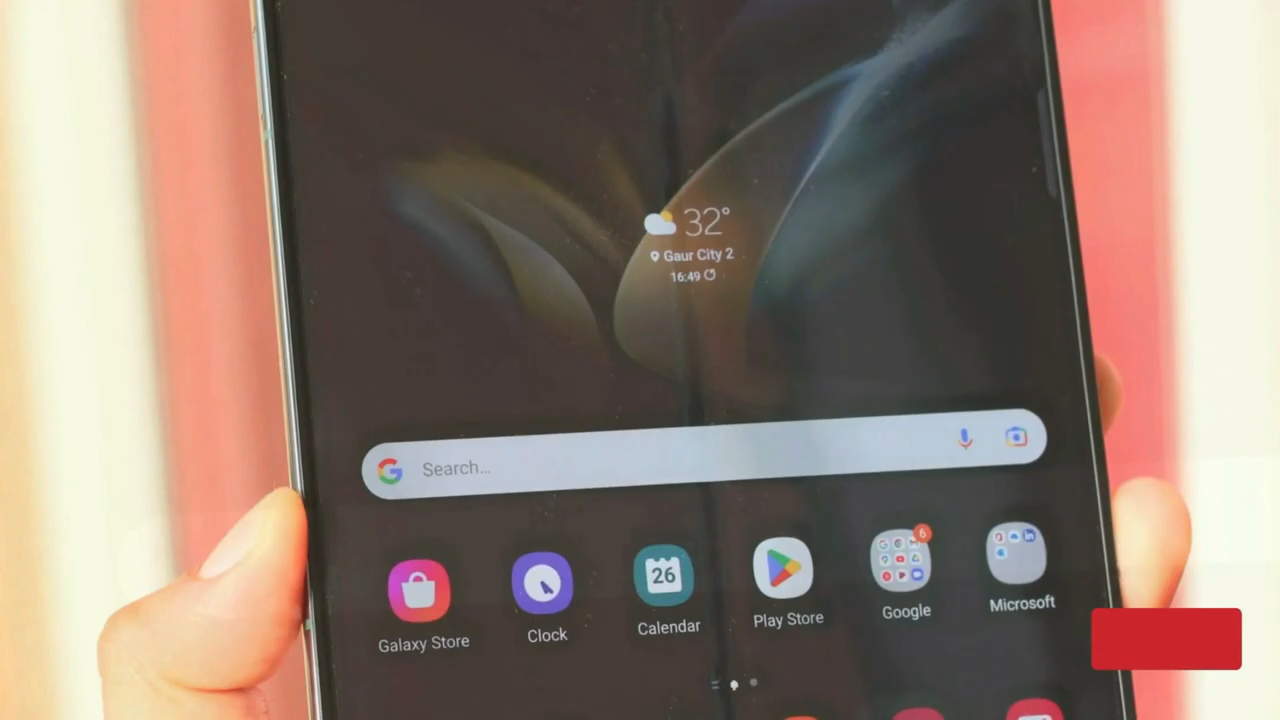 32°
Gaur City 2
16:49
Search...
26
6
Galaxy Store
Clock
Calendar
Play Store
Google
Microsoft